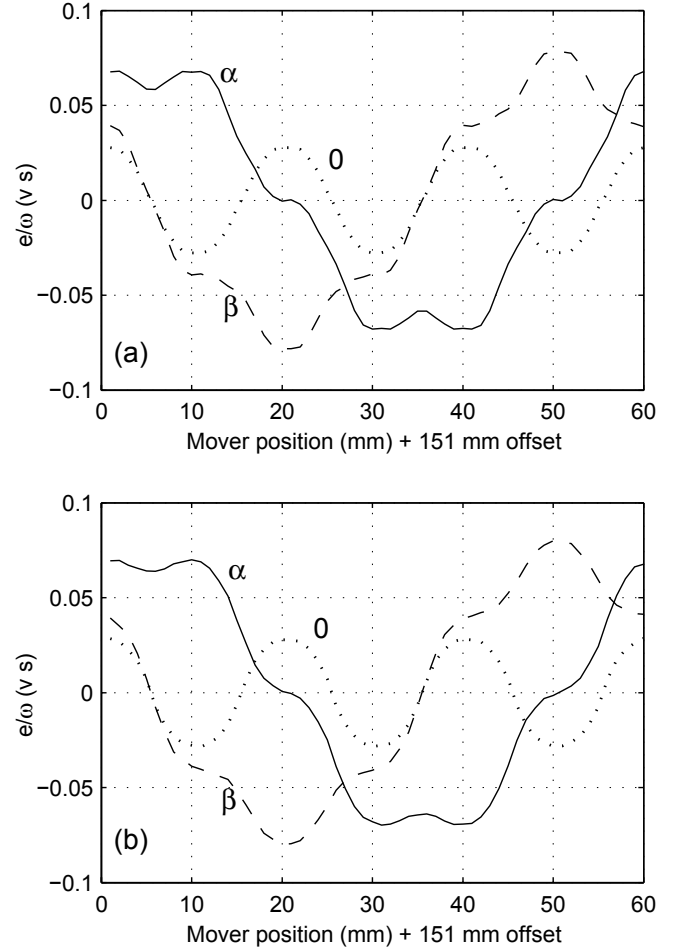 0.1
0.05
0
−0.05
−0.1
e/ω (v s)
α
0
β
(a)
0 10 20 30 40 50 60
Mover position (mm) + 151 mm offset
0.1
0.05
0
−0.05
−0.1
e/ω (v s)
α
0
β
(b)
0 10 20 30 40 50 60
Mover position (mm) + 151 mm offset